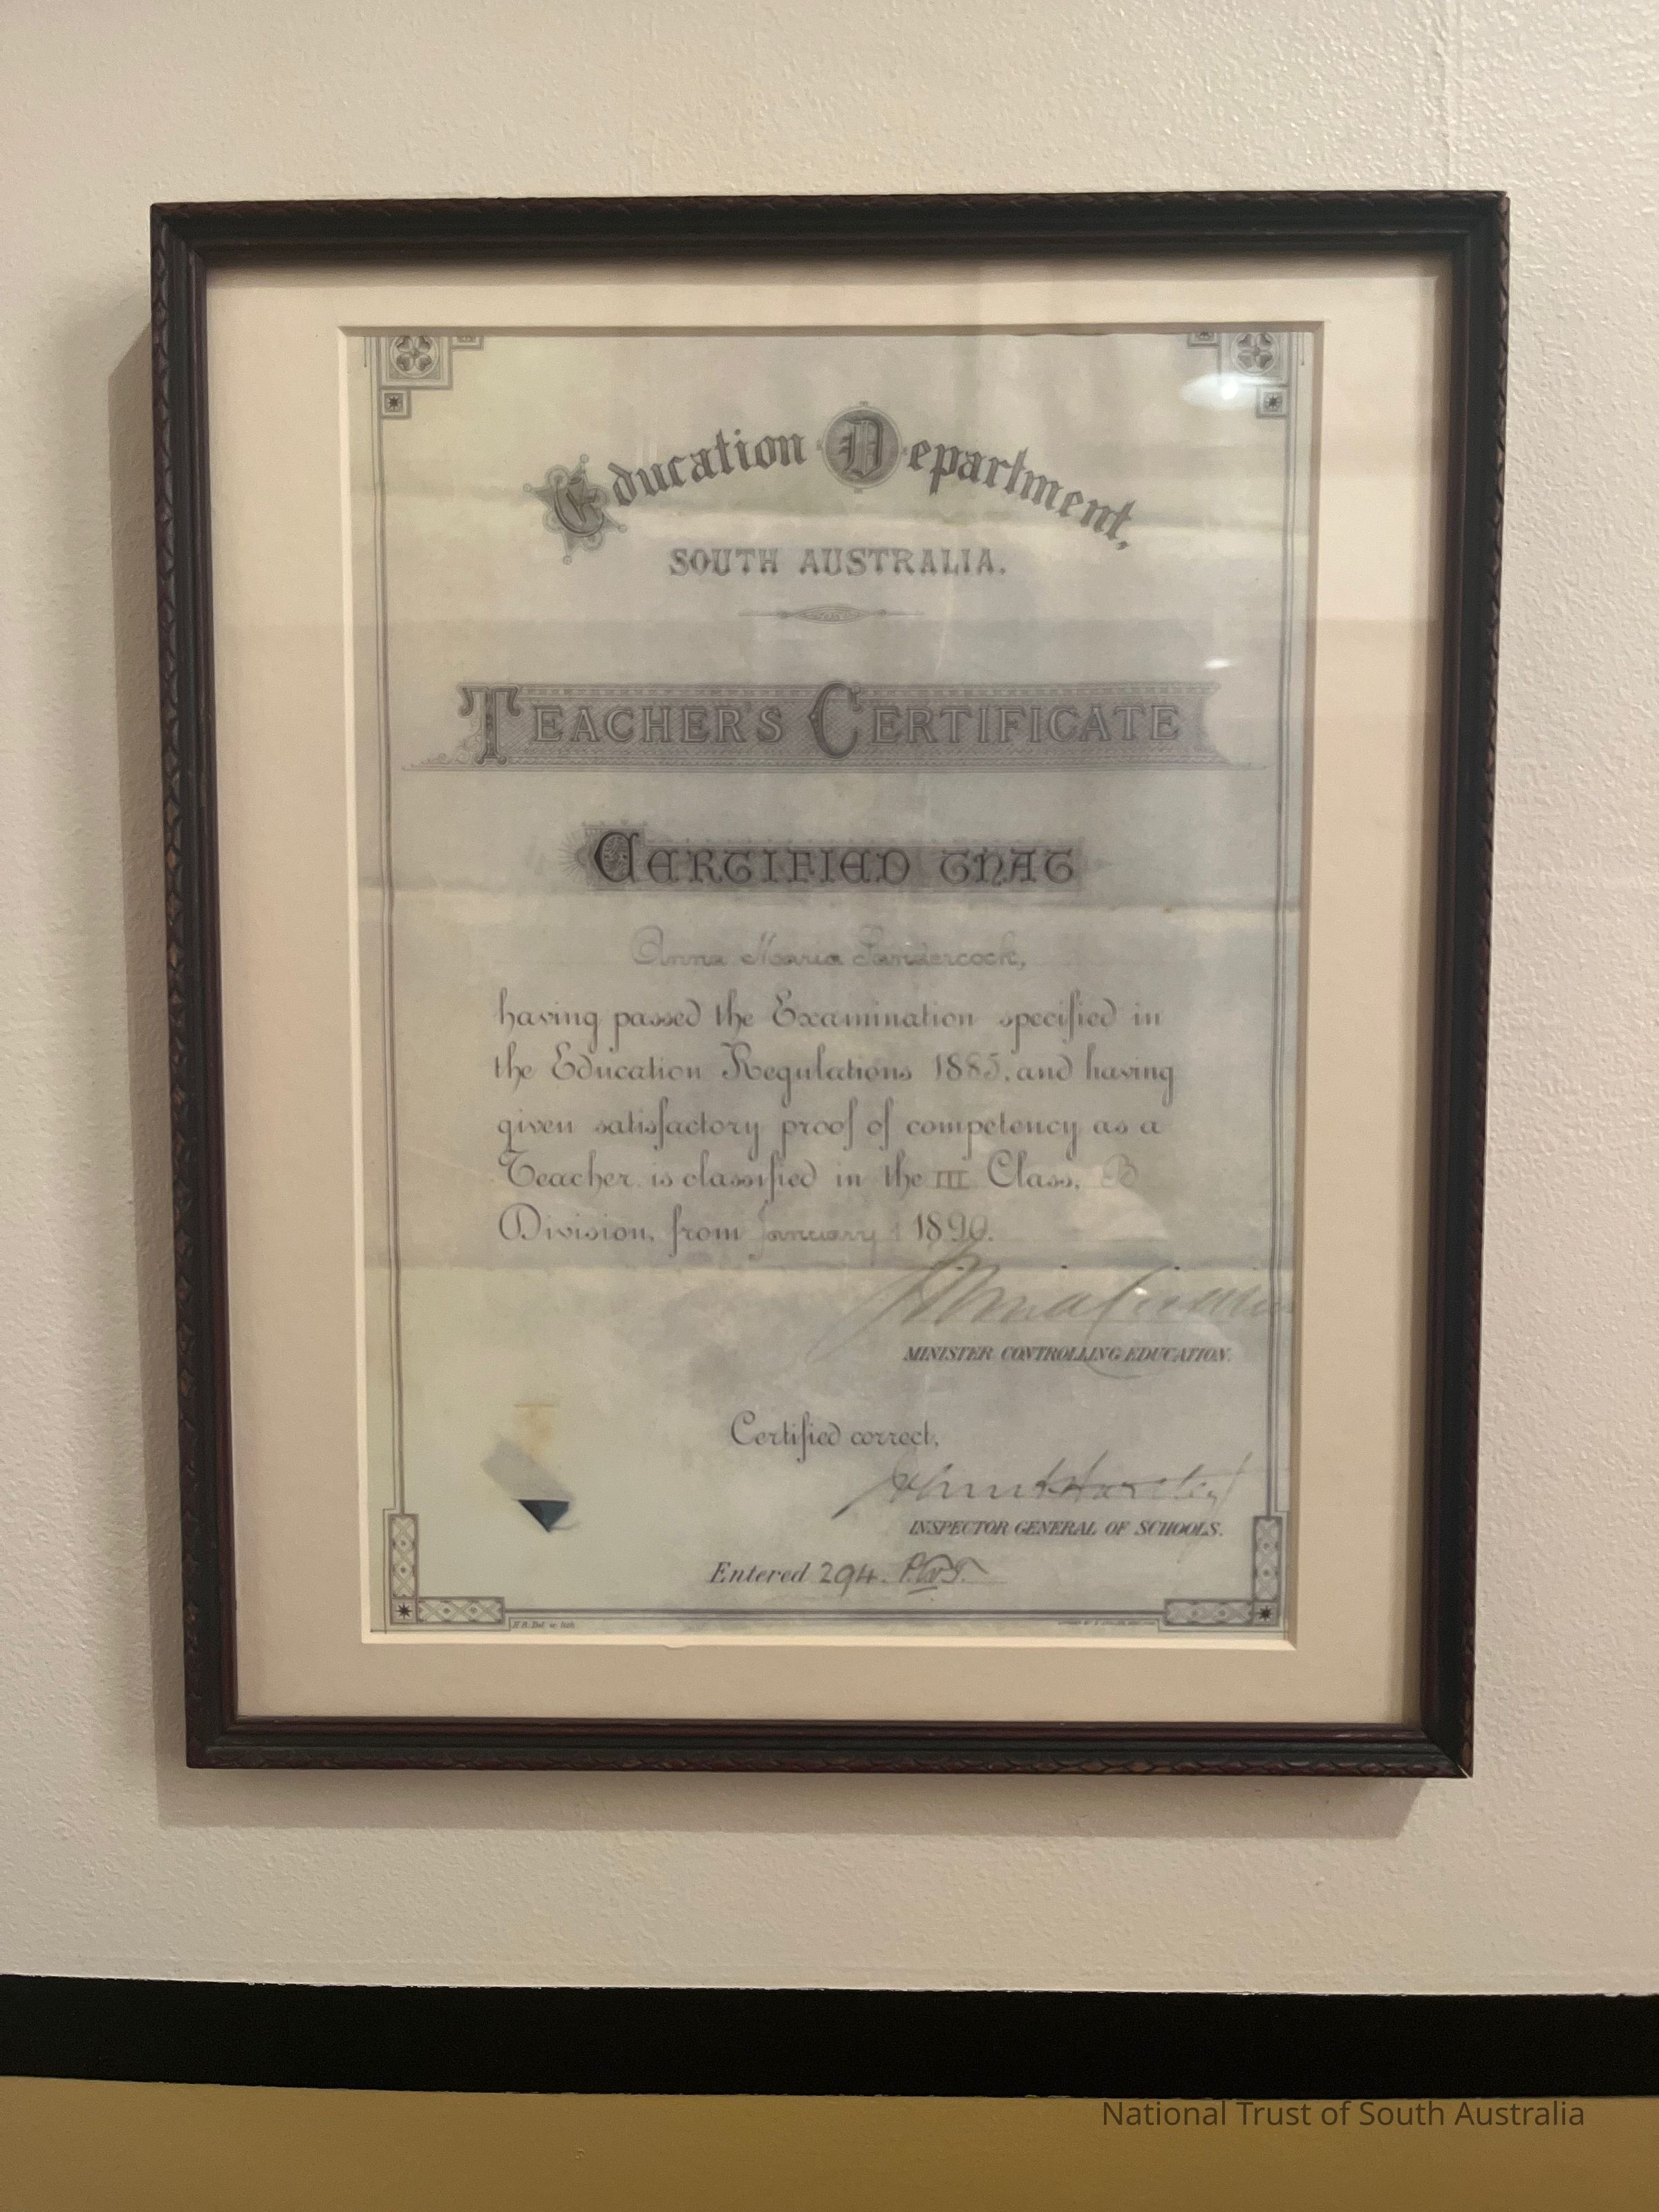 Education Department,
SOUTH AUSTRALIA.
TEACHER'S CERTIFICATE
CERTIFIED THAT
Anna Maria Sandercock,
having passed the Examination specified in
the Education Regulations 1885, and having
given satisfactory proof of competency as a
Teacher is classified in the III Class, B
Division, from January 1 1890.
MINISTER CONTROLLING EDUCATION.
Certified correct,
INSPECTOR GENERAL OF SCHOOLS.
Entered 294.
National Trust of South Australia